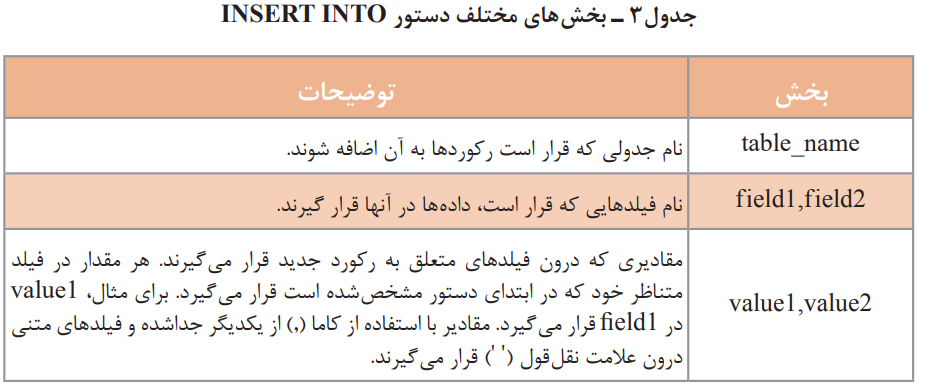 جدول ۳ ــ بخش‌های مختلف دستور INSERT INTO
بخش
توضیحات
table_name
نام جدولی که قرار است رکوردها به آن اضافه شوند.
field1,field2
نام فیلدهایی که قرار است، داده‌ها در آنها قرار گیرند.
value1,value2
مقادیری که درون فیلدهای متعلق به رکورد جدید قرار می‌گیرند. هر مقدار در فیلد
متناظر خود که در ابتدای دستور مشخص‌شده است قرار می‌گیرد. برای مثال، value1
در field1 قرار می‌گیرد. مقادیر با استفاده از کاما (,) از یکدیگر جداشده و فیلدهای متنی
درون علامت نقل‌قول (' ') قرار می‌گیرند.